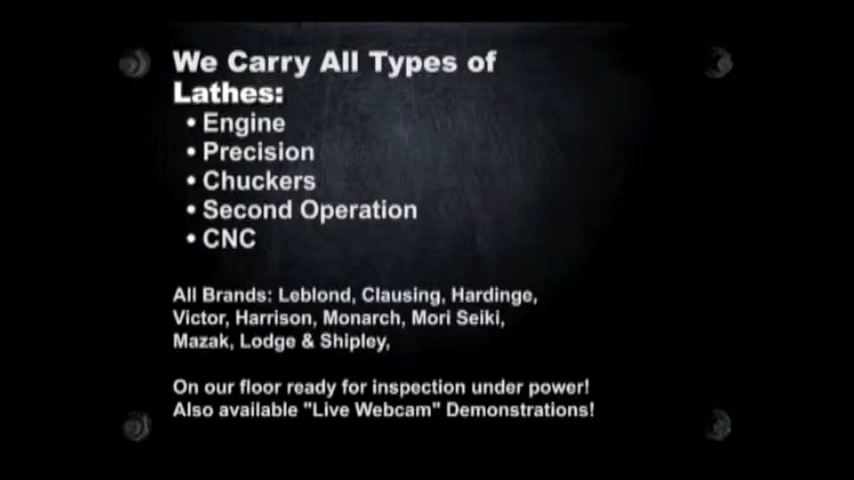 We Carry All Types of
Lathes:
• Engine
• Precision
• Chuckers
• Second Operation
• CNC
All Brands: Leblond, Clausing, Hardinge,
Victor, Harrison, Monarch, Mori Seiki,
Mazak, Lodge & Shipley,
On our floor ready for inspection under power!
Also available "Live Webcam" Demonstrations!